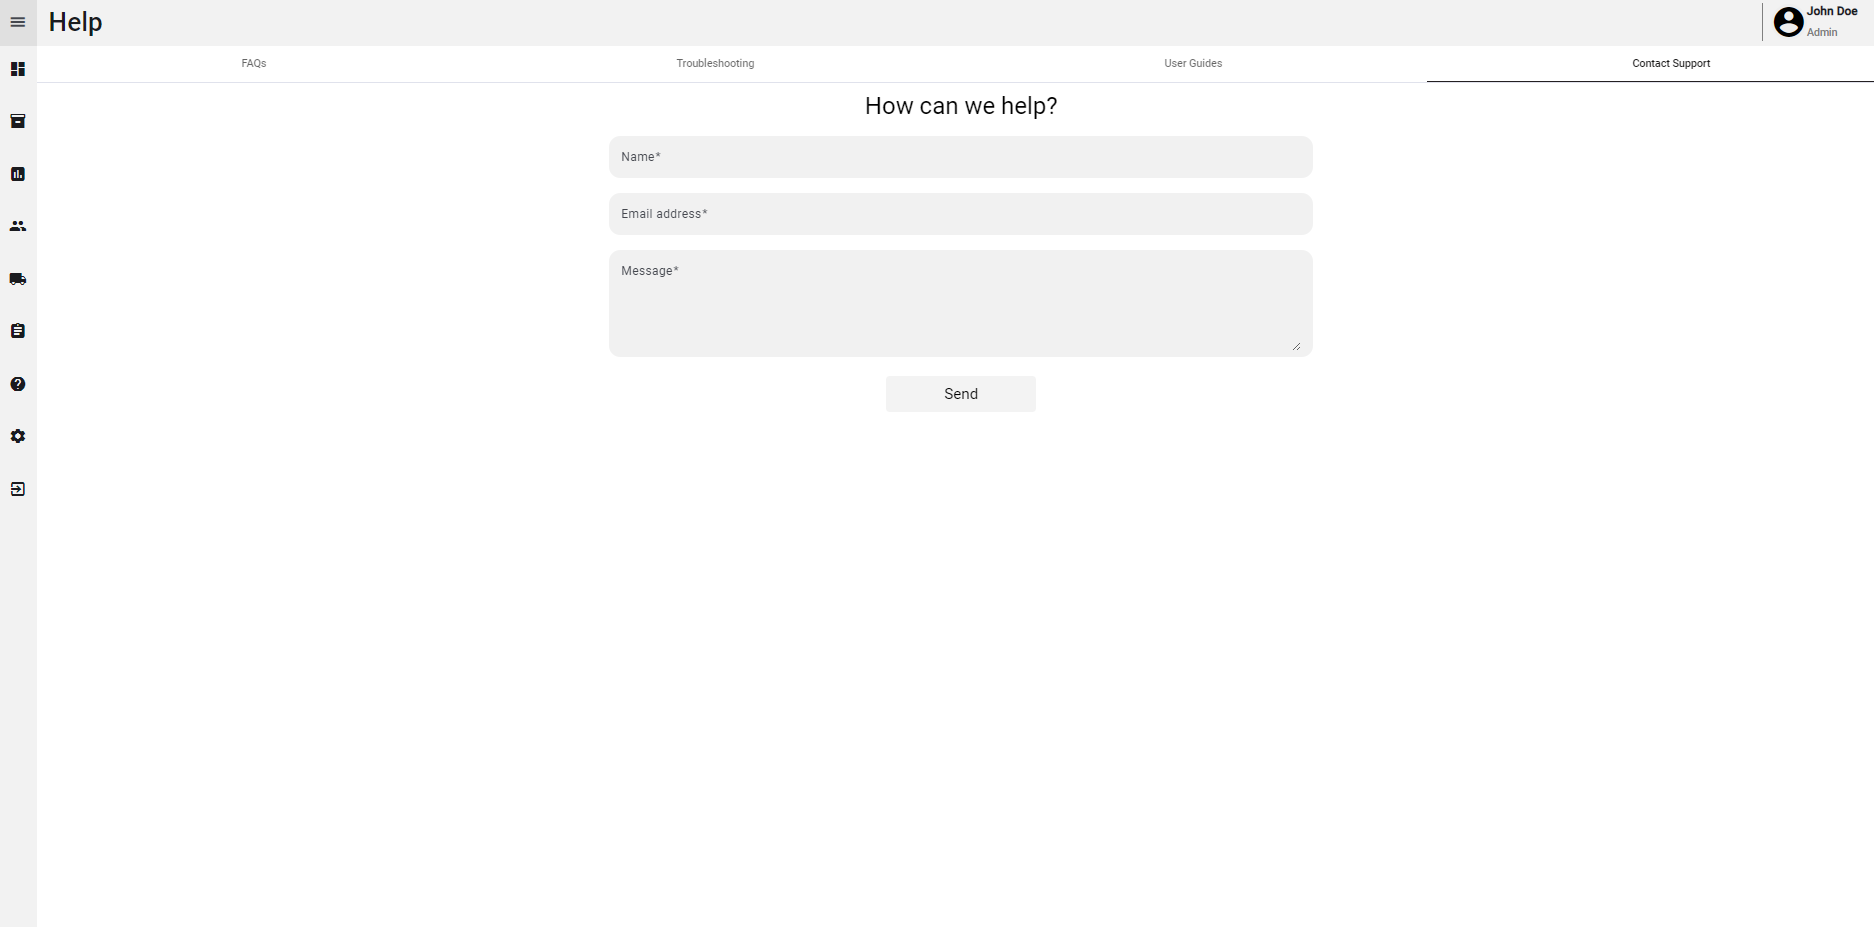 Help
John Doe
Admin
FAQs
Troubleshooting
User Guides
Contact Support
How can we help?
Name*
Email address*
Message*
Send